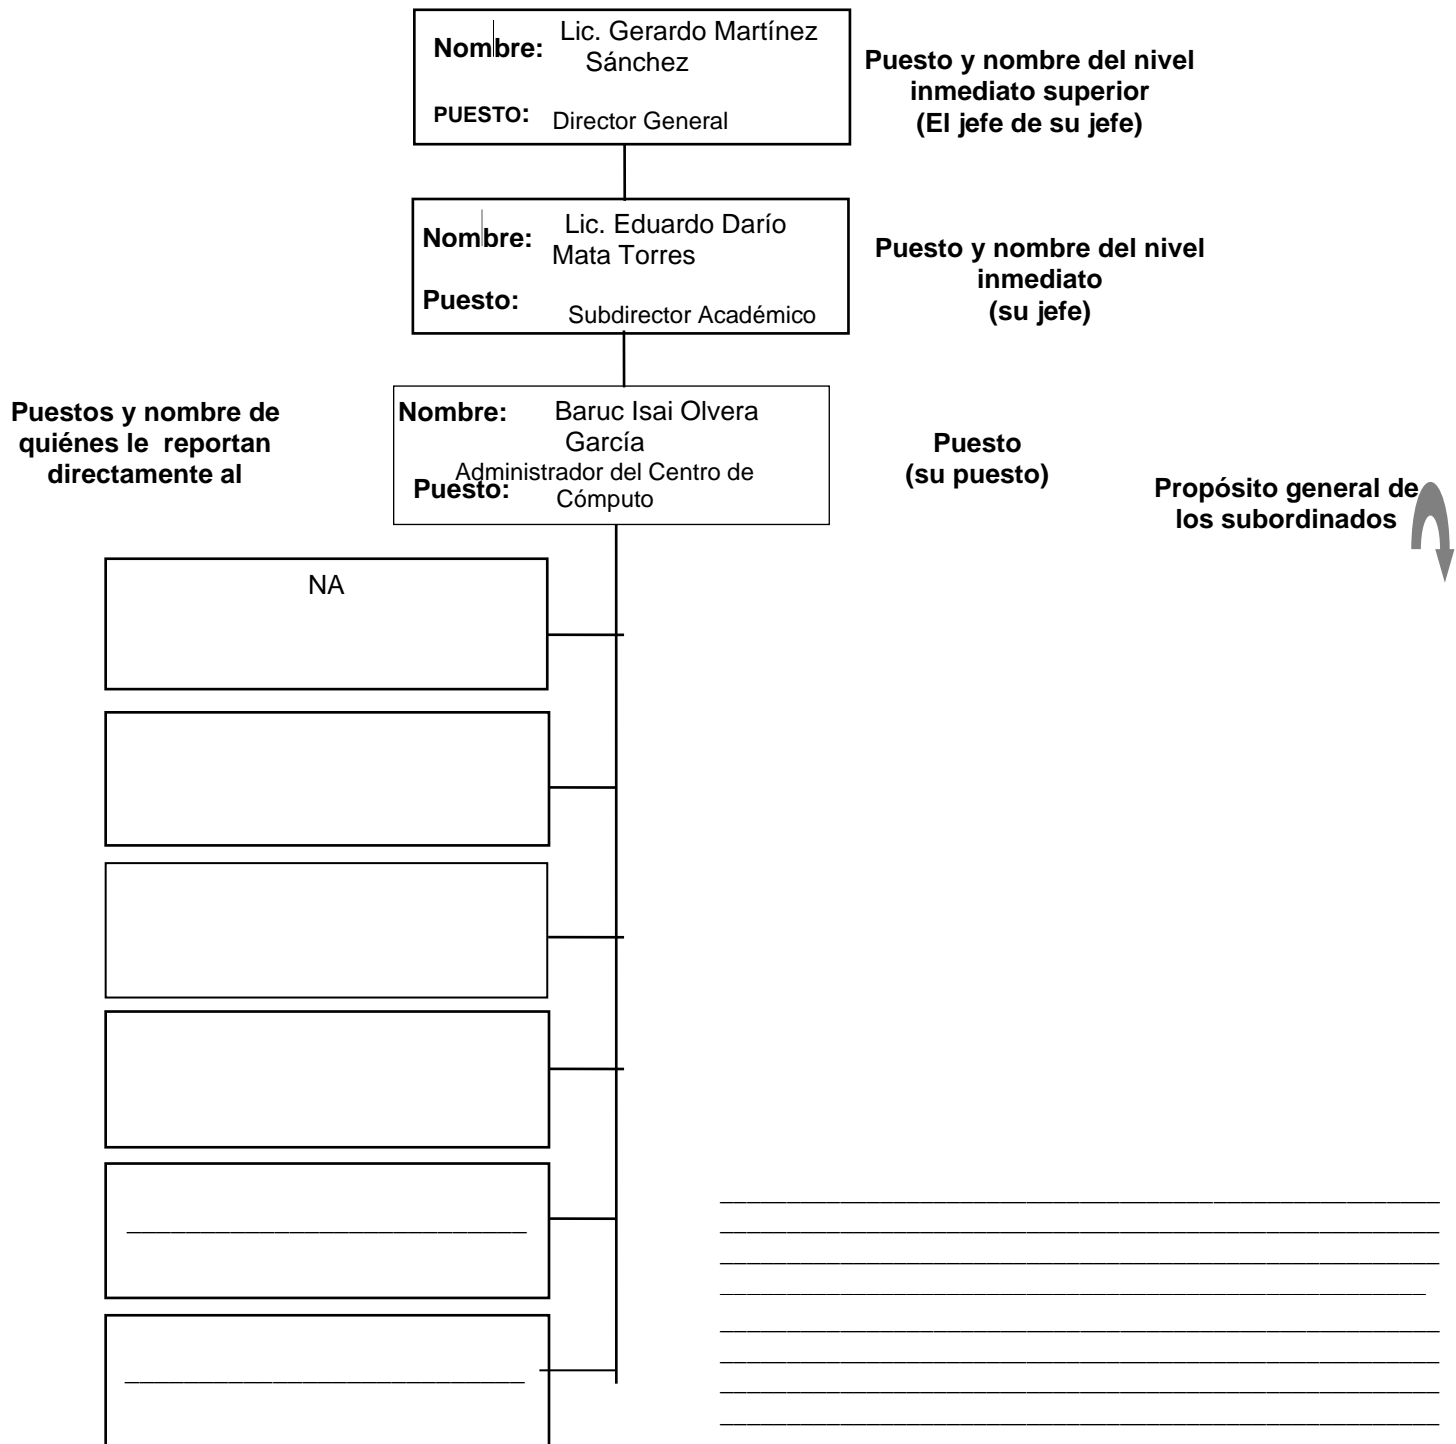 Nombre: Lic. Gerardo Martínez
Sánchez
PUESTO: Director General
Puesto y nombre del nivel
inmediato superior
(El jefe de su jefe)
Nombre: Lic. Eduardo Darío
Mata Torres
Puesto: Subdirector Académico
Puesto y nombre del nivel
inmediato
(su jefe)
Puestos y nombre de
quiénes le reportan
directamente al
Nombre: Baruc Isai Olvera
García
Administrador del Centro de
Puesto: Cómputo
Puesto
(su puesto)
Propósito general de
los subordinados
NA